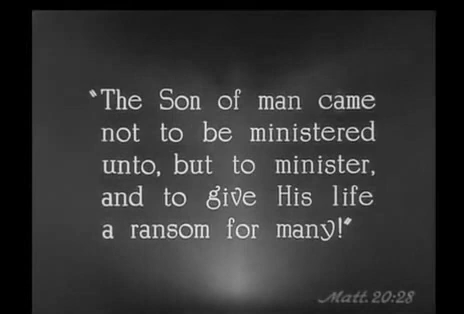 "The Son of man came
not to be ministered
unto, but to minister,
and to give His life
a ransom for many!"
Matt. 20:28